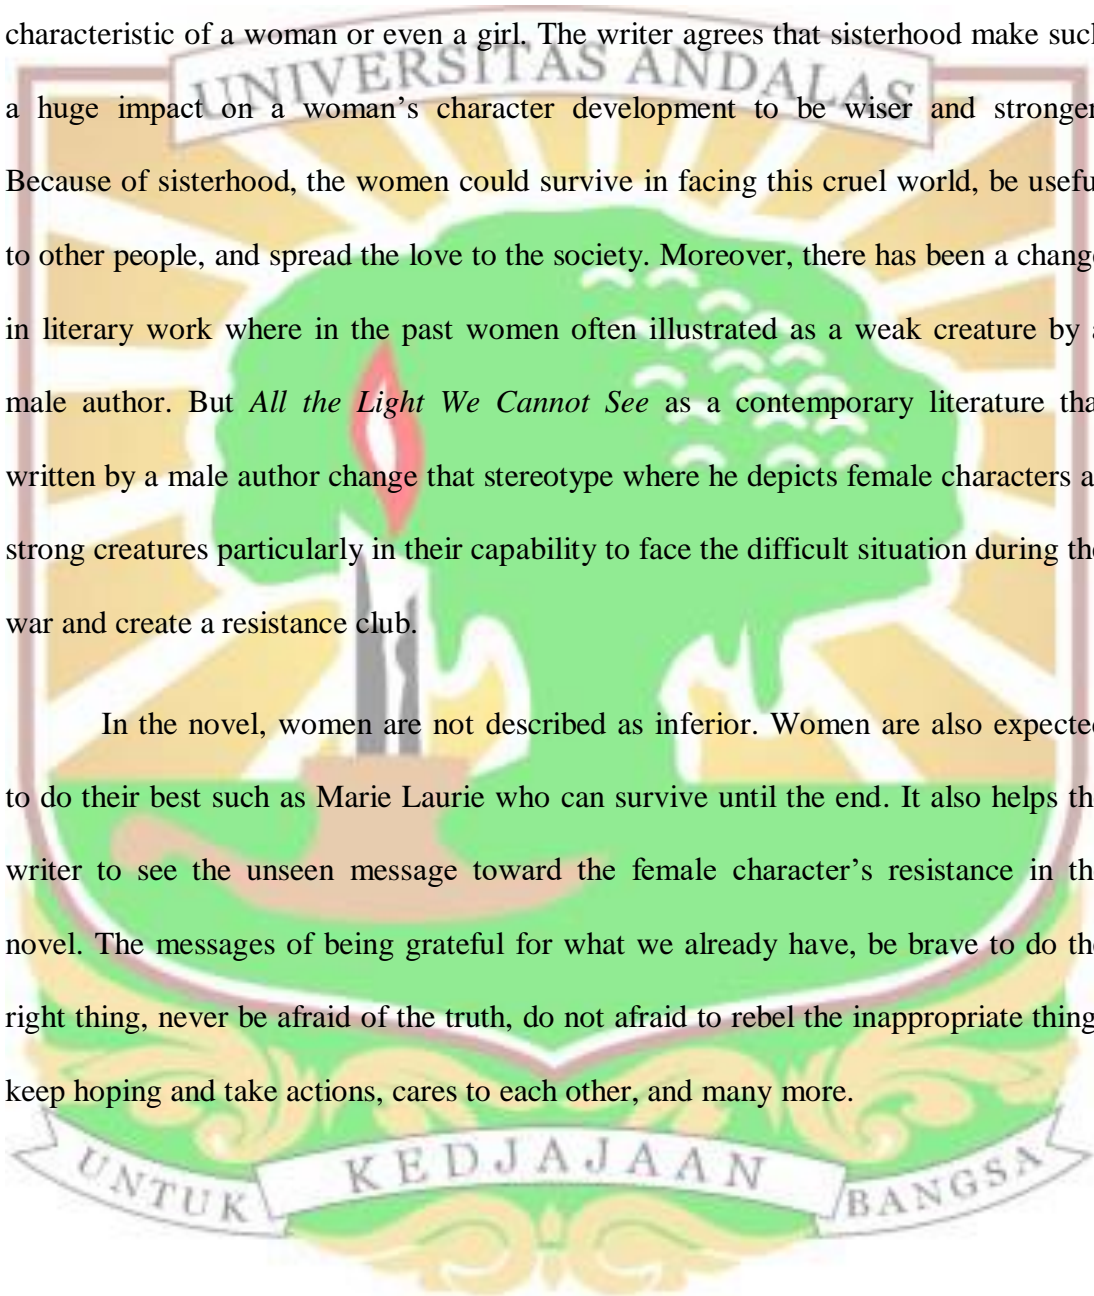 characteristic of a woman or even a girl. The writer agrees that sisterhood make such
UNIVERSITAS ANDALAS
a huge impact on a woman's character development to be wiser and stronger
Because of sisterhood, the women could survive in facing this cruel world, be usefu
to other people, and spread the love to the society. Moreover, there has been a change
in literary work where in the past women often illustrated as a weak creature by a
male author. But All the Light We Cannot See as a contemporary literature tha
written by a male author change that stereotype where he depicts female characters a
strong creatures particularly in their capability to face the difficult situation during the
war and create a resistance club.
In the novel, women are not described as inferior. Women are also expected
to do their best such as Marie Laurie who can survive until the end. It also helps th
writer to see the unseen message toward the female character's resistance in th
novel. The messages of being grateful for what we already have, be brave to do the
right thing, never be afraid of the truth, do not afraid to rebel the inappropriate thing
keep hoping and take actions, cares to each other, and many more.
UNTUK KEDJAJAAN BANGSA